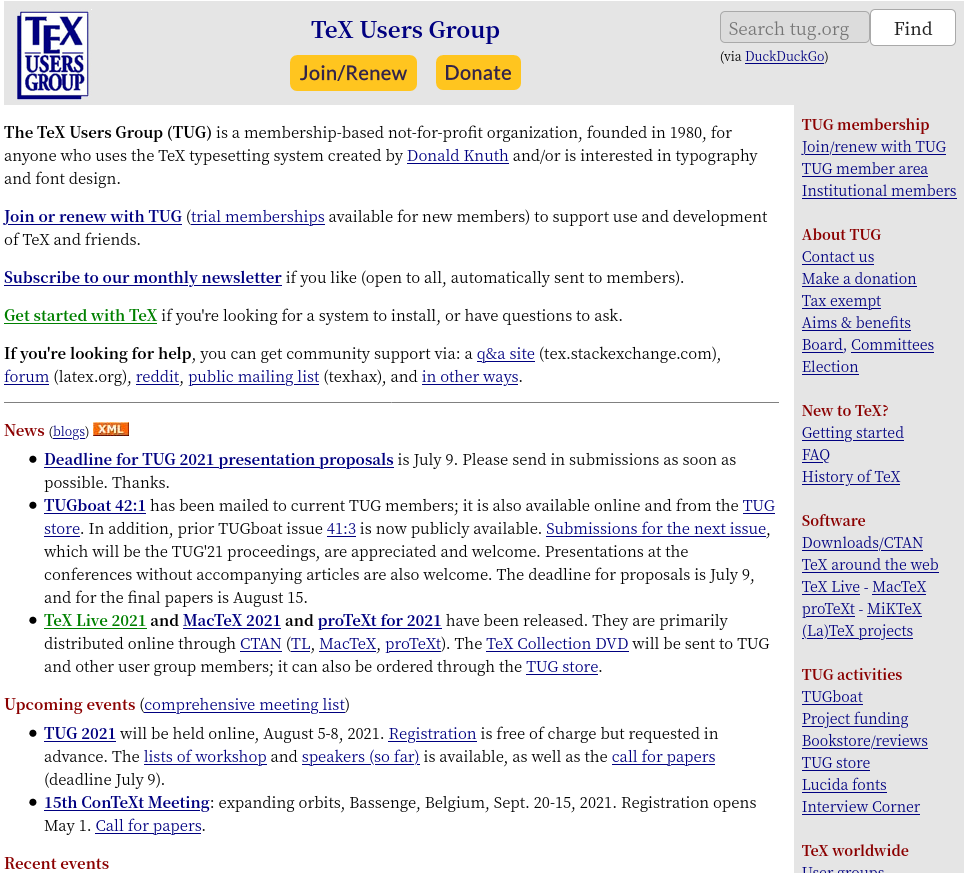 TEX
USERS
GROUP
TeX Users Group
Join/Renew
Donate
Search tug.org
Find
(via DuckDuckGo)
The TeX Users Group (TUG) is a membership-based not-for-profit organization, founded in 1980, for
anyone who uses the TeX typesetting system created by Donald Knuth and/or is interested in typography
and font design.
Join or renew with TUG (trial memberships available for new members) to support use and development
of TeX and friends.
Subscribe to our monthly newsletter if you like (open to all, automatically sent to members).
Get started with TeX if you're looking for a system to install, or have questions to ask.
If you're looking for help, you can get community support via: a q&a site (tex.stackexchange.com),
forum (latex.org), reddit, public mailing list (texhax), and in other ways.
News (blogs) XML
Deadline for TUG 2021 presentation proposals is July 9. Please send in submissions as soon as
possible. Thanks.
TUGboat 42:1 has been mailed to current TUG members; it is also available online and from the TUG
store. In addition, prior TUGboat issue 41:3 is now publicly available. Submissions for the next issue,
which will be the TUG'21 proceedings, are appreciated and welcome. Presentations at the
conferences without accompanying articles are also welcome. The deadline for proposals is July 9,
and for the final papers is August 15.
TeX Live 2021 and MacTeX 2021 and proTeXt for 2021 have been released. They are primarily
distributed online through CTAN (TL, MacTeX, proTeXt). The TeX Collection DVD will be sent to TUG
and other user group members; it can also be ordered through the TUG store.
Upcoming events (comprehensive meeting list)
TUG 2021 will be held online, August 5-8, 2021. Registration is free of charge but requested in
advance. The lists of workshop and speakers (so far) is available, as well as the call for papers
(deadline July 9).
15th ConTeXt Meeting: expanding orbits, Bassenge, Belgium, Sept. 20-15, 2021. Registration opens
May 1. Call for papers.
Recent events
TUG membership
Join/renew with TUG
TUG member area
Institutional members
About TUG
Contact us
Make a donation
Tax exempt
Aims & benefits
Board, Committees
Election
New to TeX?
Getting started
FAQ
History of TeX
Software
Downloads/CTAN
TeX around the web
TeX Live - MacTeX
proTeXt - MiKTeX
(La)TeX projects
TUG activities
TUGboat
Project funding
Bookstore/reviews
TUG store
Lucida fonts
Interview Corner
TeX worldwide
User groups